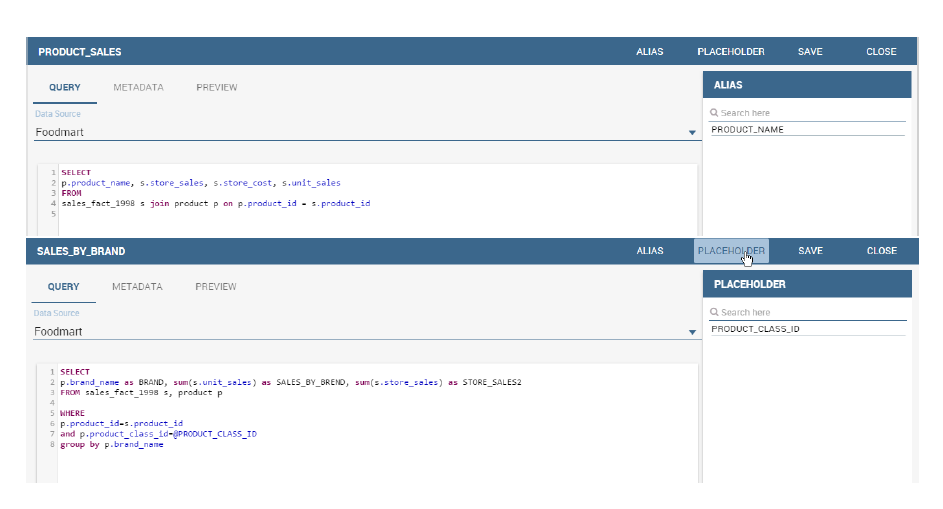 PRODUCT_SALES ALIAS PLACEHOLDER SAVE CLOSE
QUERY METADATA PREVIEW
Data Source
Foodmart
1 SELECT
2 p.product_name, s.store_sales, s.store_cost, s.unit_sales
3 FROM
4 sales_fact_1998 s join product p on p.product_id = s.product_id
5
ALIAS
Search here
PRODUCT_NAME
SALES_BY_BRAND ALIAS PLACEHOLDER SAVE CLOSE
QUERY METADATA PREVIEW
Data Source
Foodmart
1 SELECT
2 p.brand_name as BRAND, sum(s.unit_sales) as SALES_BY_BREND, sum(s.store_sales) as STORE_SALES2
3 FROM sales_fact_1998 s, product p
4
5 WHERE
6 p.product_id=s.product_id
7 and p.product_class_id=@PRODUCT_CLASS_ID
8 group by p.brand_name
PLACEHOLDER
Search here
PRODUCT_CLASS_ID